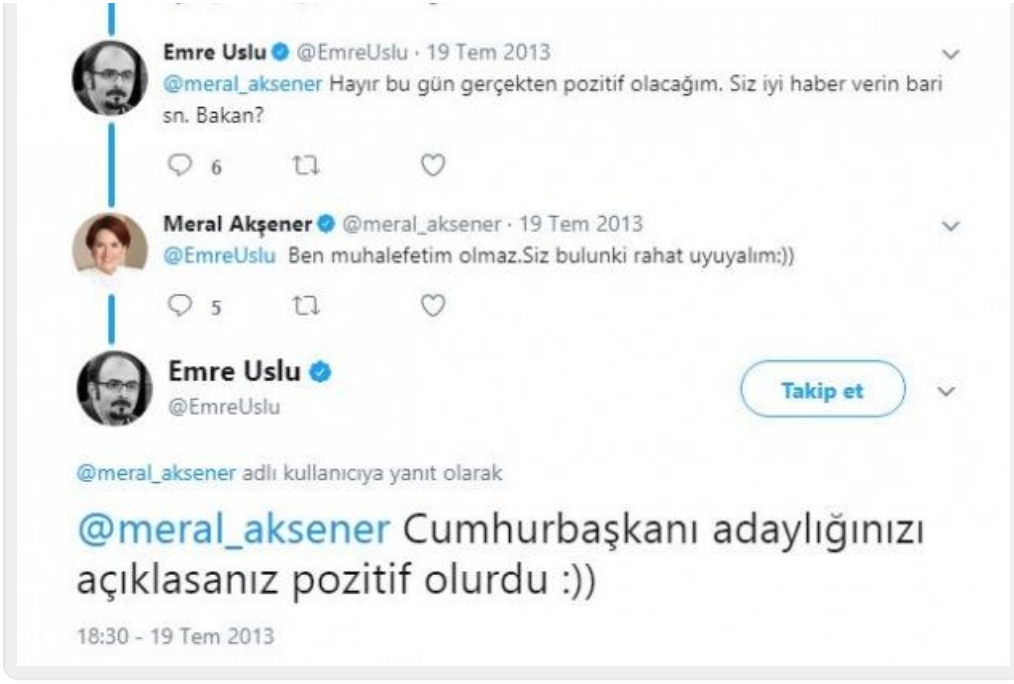 Emre Uslu @EmreUslu · 19 Tem 2013
@meral_aksener Hayır bu gün gerçekten pozitif olacağım. Siz iyi haber verin bari
sn. Bakan?
6
Meral Akşener @meral_aksener · 19 Tem 2013
@EmreUslu Ben muhalefetim olmaz.Siz bulunki rahat uyuyalım:))
5
Emre Uslu
@EmreUslu
Takip et
@meral_aksener adlı kullanıcıya yanıt olarak
@meral_aksener Cumhurbaşkanı adaylığınızı
açıklasanız pozitif olurdu :))
18:30 - 19 Tem 2013